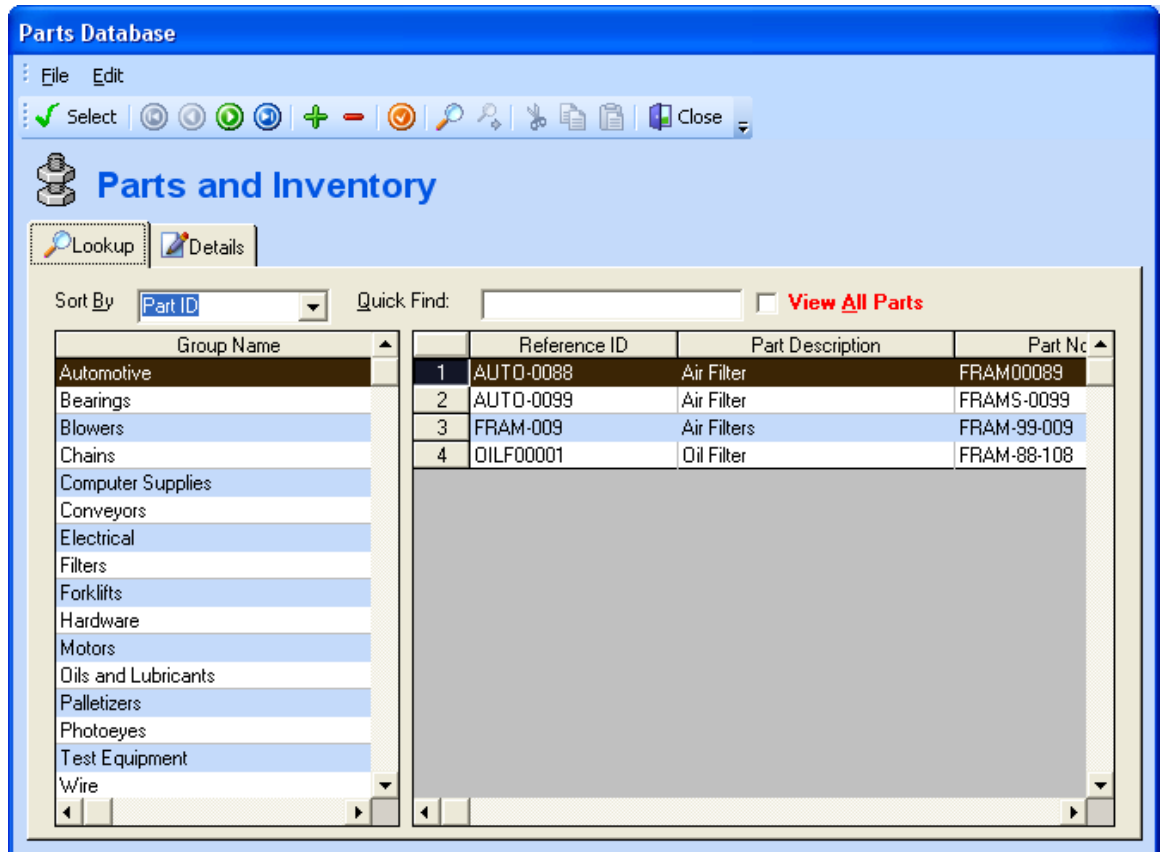 Parts Database
File Edit
Select Close
Parts and Inventory
Lookup Details
Sort By Part ID Quick Find: View All Parts
Group Name Reference ID Part Description Part No
Automotive 1 AUTO-0088 Air Filter FRAM00089
Bearings 2 AUTO-0099 Air Filter FRAMS-0099
Blowers 3 FRAM-009 Air Filters FRAM-99-009
Chains 4 OILF00001 Oil Filter FRAM-88-108
Computer Supplies
Conveyors
Electrical
Filters
Forklifts
Hardware
Motors
Oils and Lubricants
Palletizers
Photoeyes
Test Equipment
Wire